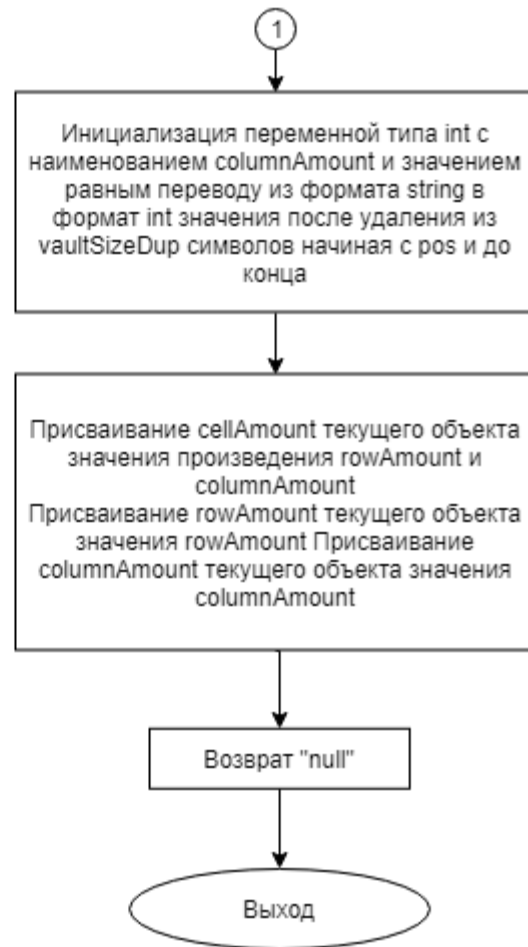 1
Инициализация переменной типа int с
наименованием columnAmount и значением
равным переводу из формата string в
формат int значения после удаления из
vaultSizeDup символов начиная с pos и до
конца
Присваивание cellAmount текущего объекта
значения произведения rowAmount и
columnAmount
Присваивание rowAmount текущего объекта
значения rowAmount Присваивание
columnAmount текущего объекта значения
columnAmount
Возврат "null"
Выход